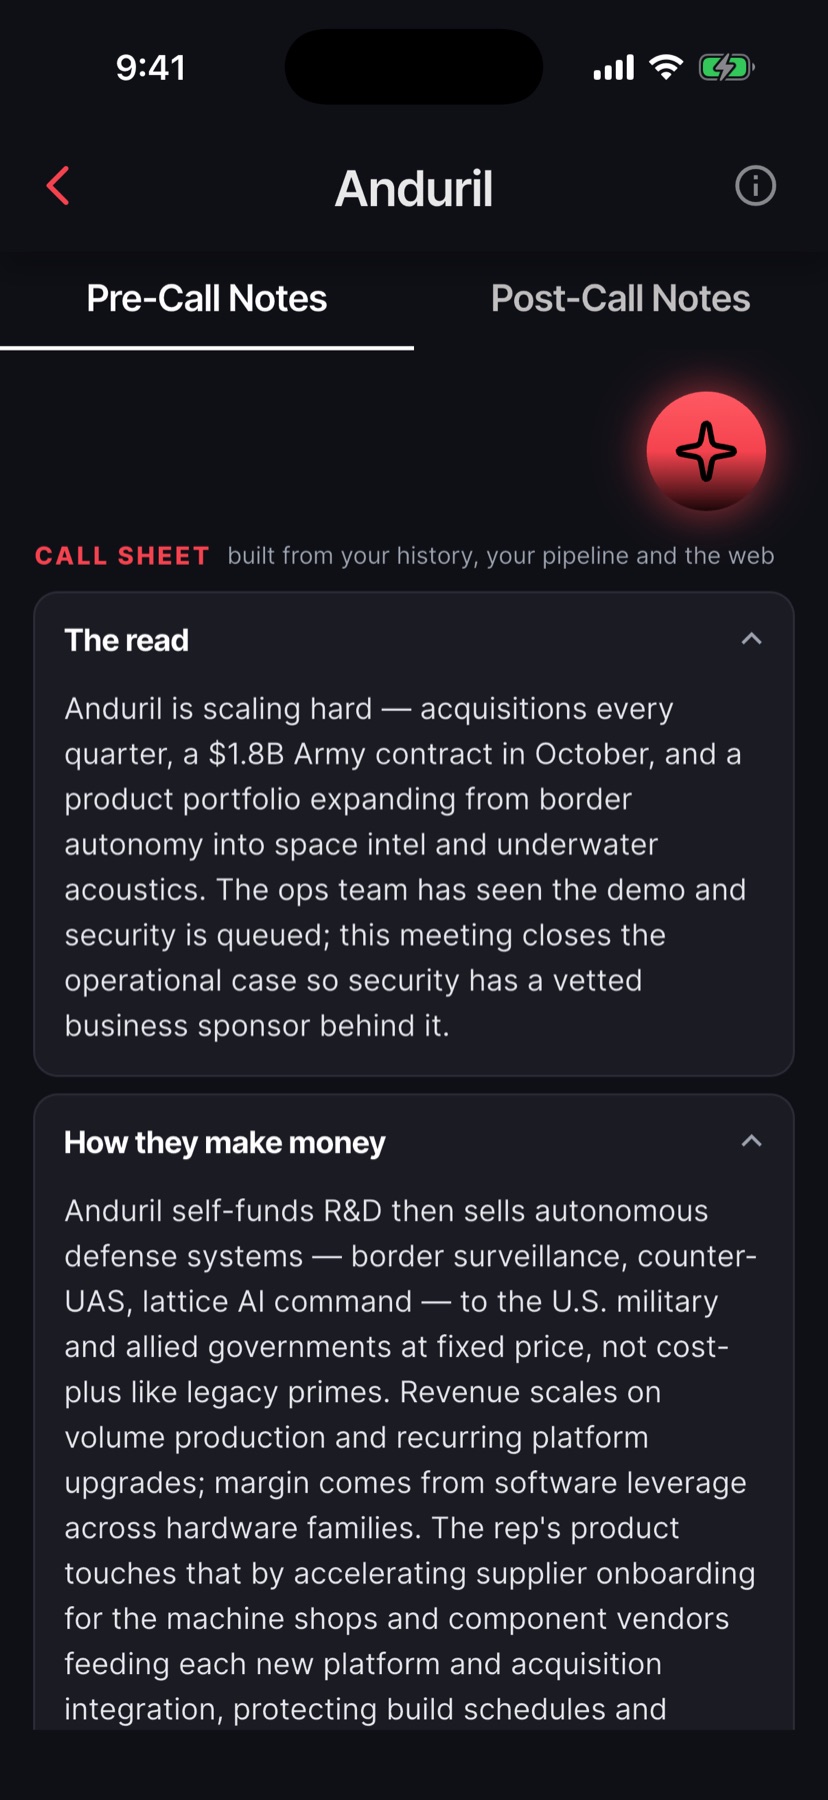 9:41
Anduril
Pre-Call Notes
Post-Call Notes
CALL SHEET built from your history, your pipeline and the web
The read
Anduril is scaling hard — acquisitions every
quarter, a $1.8B Army contract in October, and a
product portfolio expanding from border
autonomy into space intel and underwater
acoustics. The ops team has seen the demo and
security is queued; this meeting closes the
operational case so security has a vetted
business sponsor behind it.
How they make money
Anduril self-funds R&D then sells autonomous
defense systems — border surveillance, counter-
UAS, lattice AI command — to the U.S. military
and allied governments at fixed price, not cost-
plus like legacy primes. Revenue scales on
volume production and recurring platform
upgrades; margin comes from software leverage
across hardware families. The rep's product
touches that by accelerating supplier onboarding
for the machine shops and component vendors
feeding each new platform and acquisition
integration, protecting build schedules and